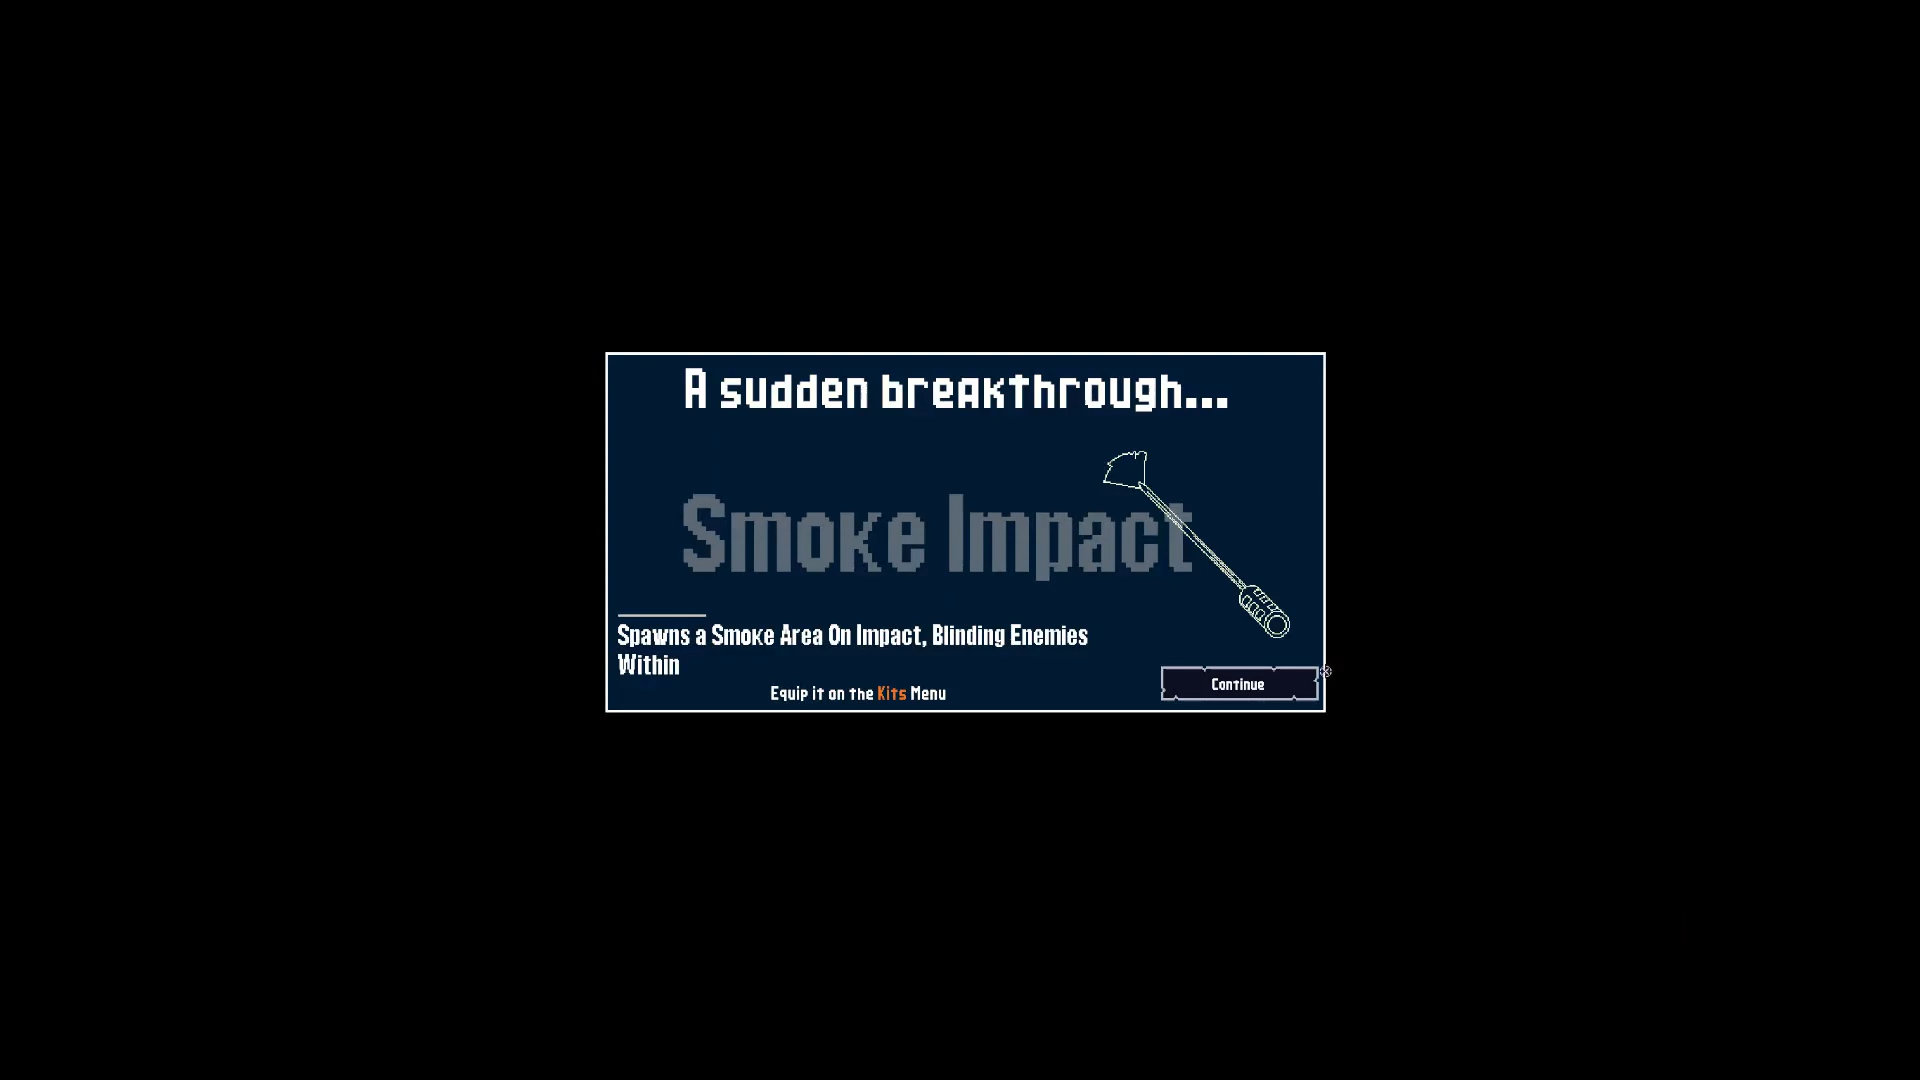 A sudden breakthrough...
Smoke Impact
Spawns a Smoke Area On Impact, Blinding Enemies
Within
Equip it on the Kits Menu
Continue